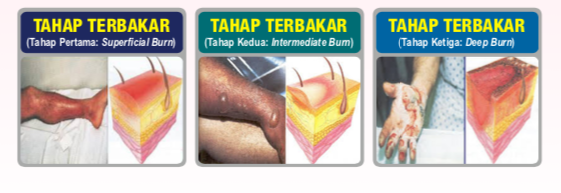 TAHAP TERBAKAR
(Tahap Pertama: Superficial Burn)
TAHAP TERBAKAR
(Tahap Kedua: Intermediate Burn)
TAHAP TERBAKAR
(Tahap Ketiga: Deep Burn)